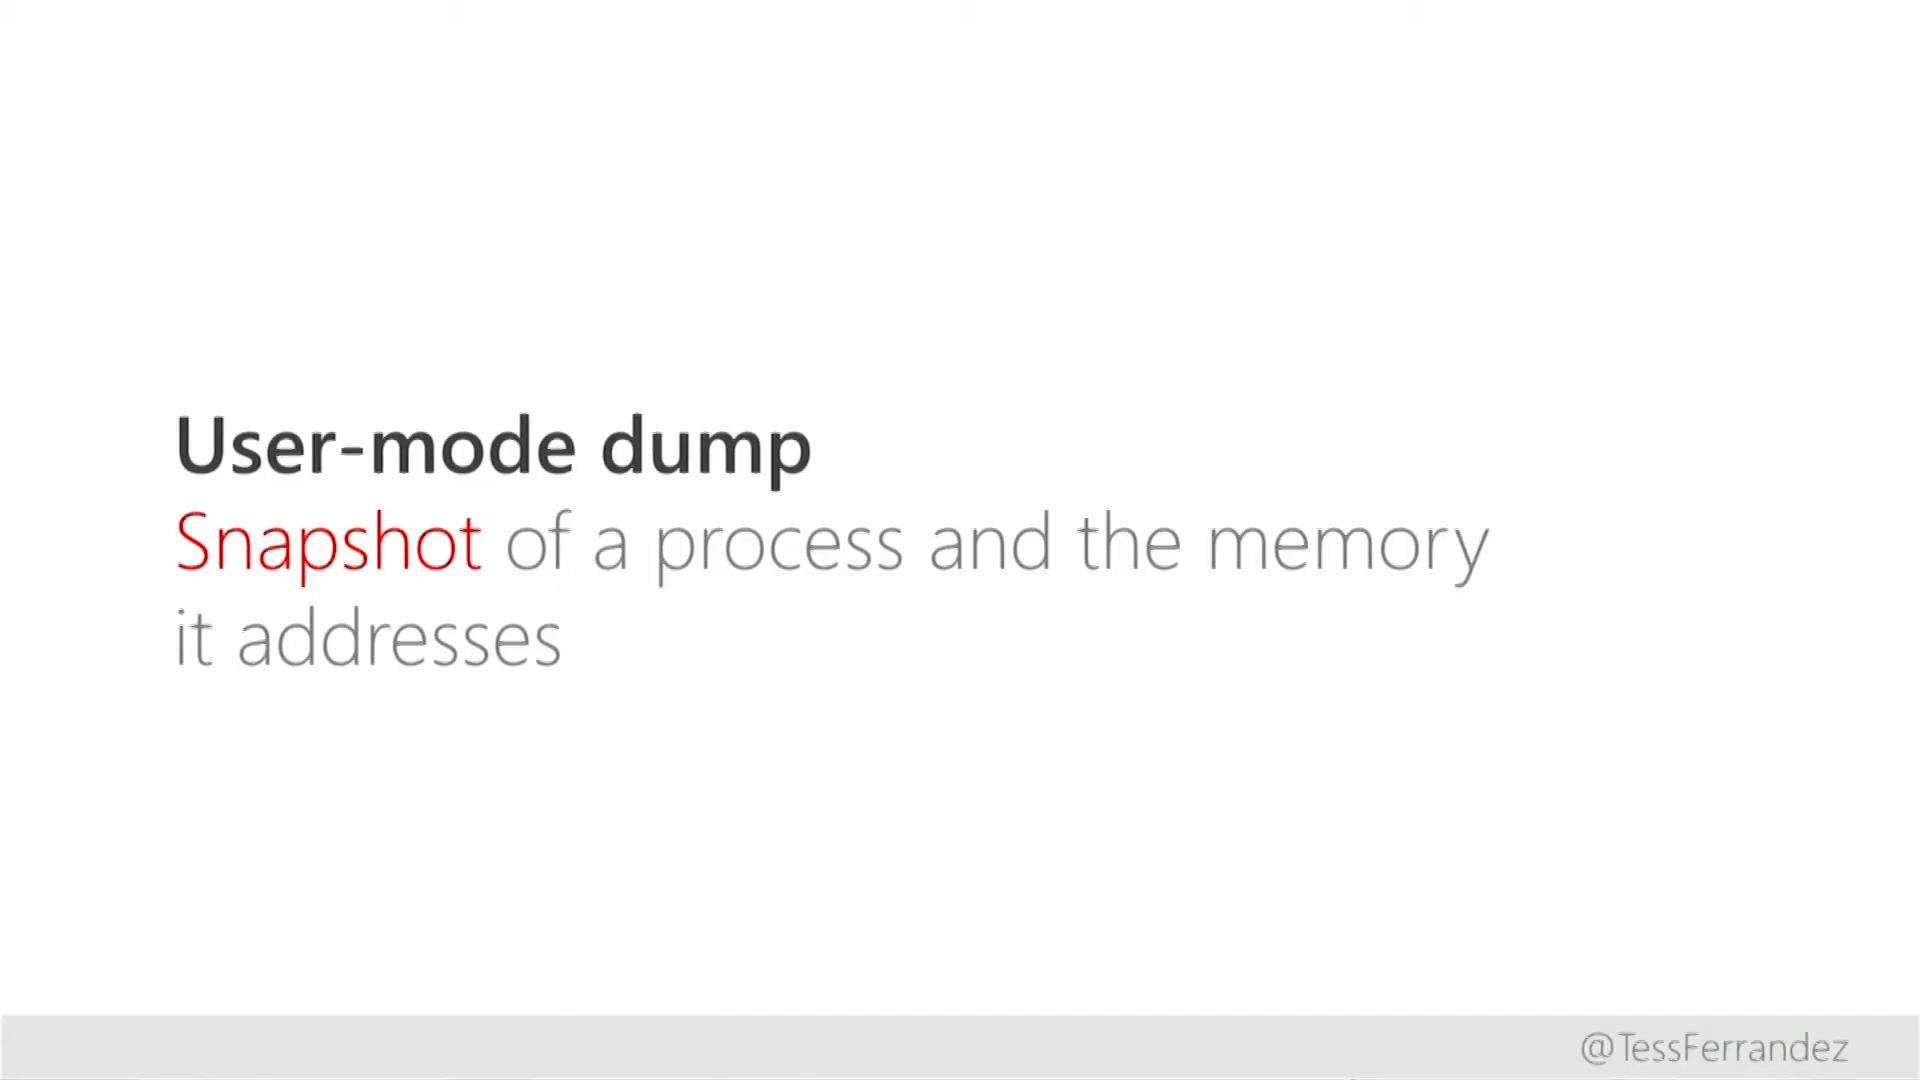 User-mode dump
Snapshot of a process and the memory
it addresses
@TessFerrandez